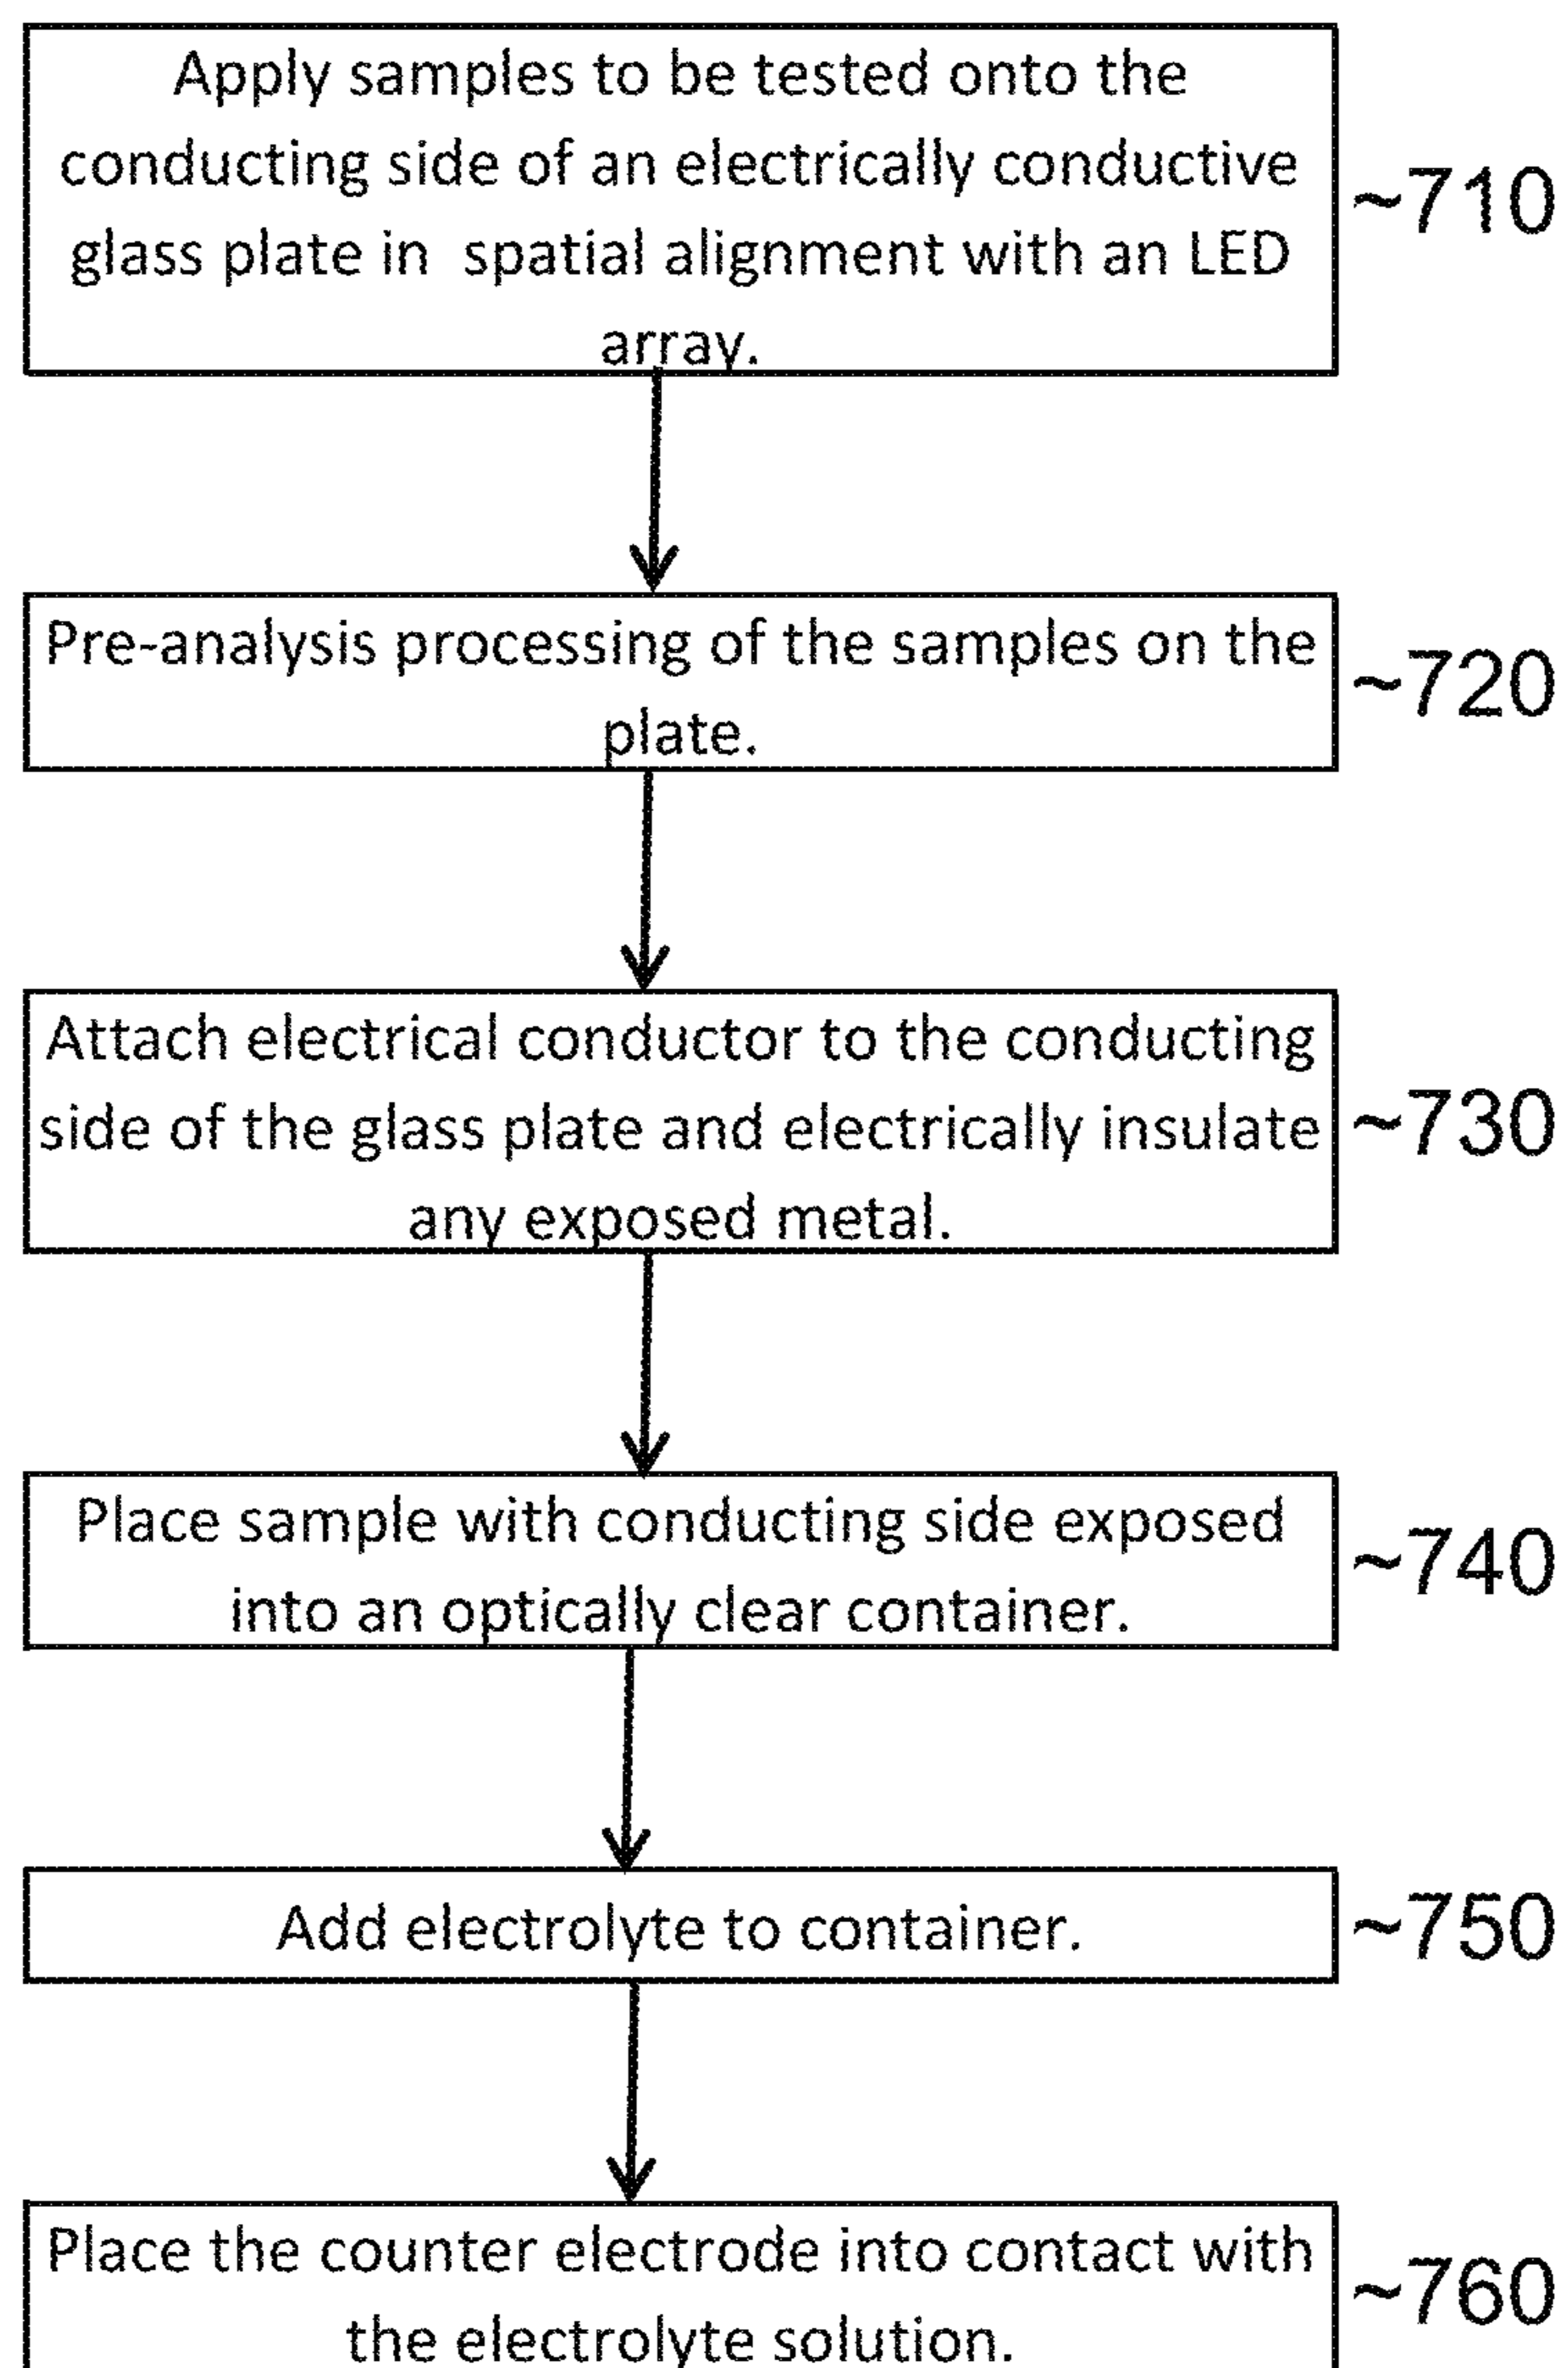 Apply samples to be tested onto the
conducting side of an electrically conductive
glass plate in  spatial alignment with an LED
array.
~710
Pre-analysis processing of the samples on the
plate.
~720
Attach electrical conductor to the conducting
side of the glass plate and electrically insulate
any exposed metal.
~730
Place sample with conducting side exposed
into an optically clear container.
~740
Add electrolyte to container.
~750
Place the counter electrode into contact with
the electrolyte solution.
~760